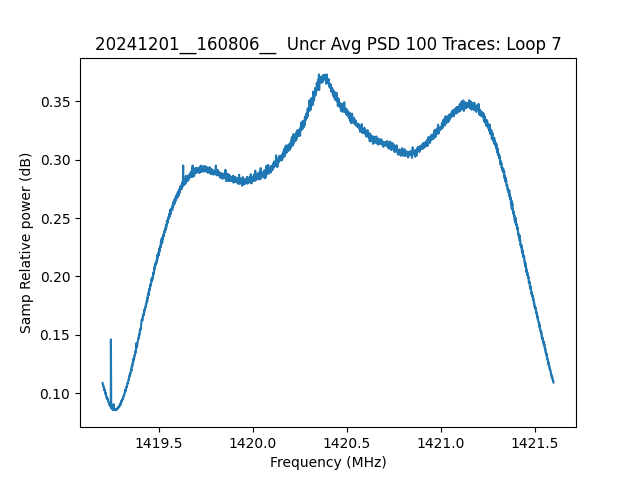 20241201__160806__  Uncr Avg PSD 100 Traces: Loop 7
Samp Relative power (dB)
0.35
0.30
0.25
0.20
0.15
0.10
1419.5 1420.0 1420.5 1421.0 1421.5
Frequency (MHz)